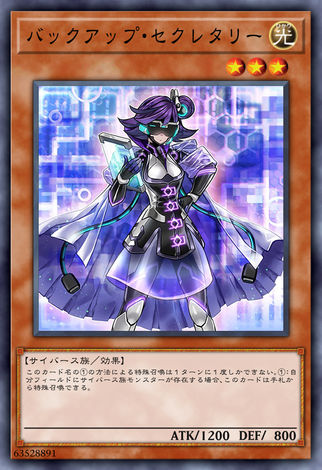 バックアップ・セクレタリー
光
【サイバース族/効果】
このカード名の①の方法による特殊召喚は1ターンに1度しかできない。①:自
分フィールドにサイバース族モンスターが存在する場合、このカードは手札か
ら特殊召喚できる。
ATK/1200 DEF/ 800
63528891